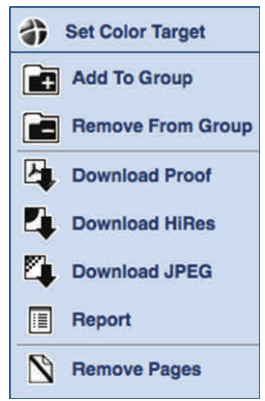 Set Color Target
Add To Group
Remove From Group
Download Proof
Download HiRes
Download JPEG
Report
Remove Pages